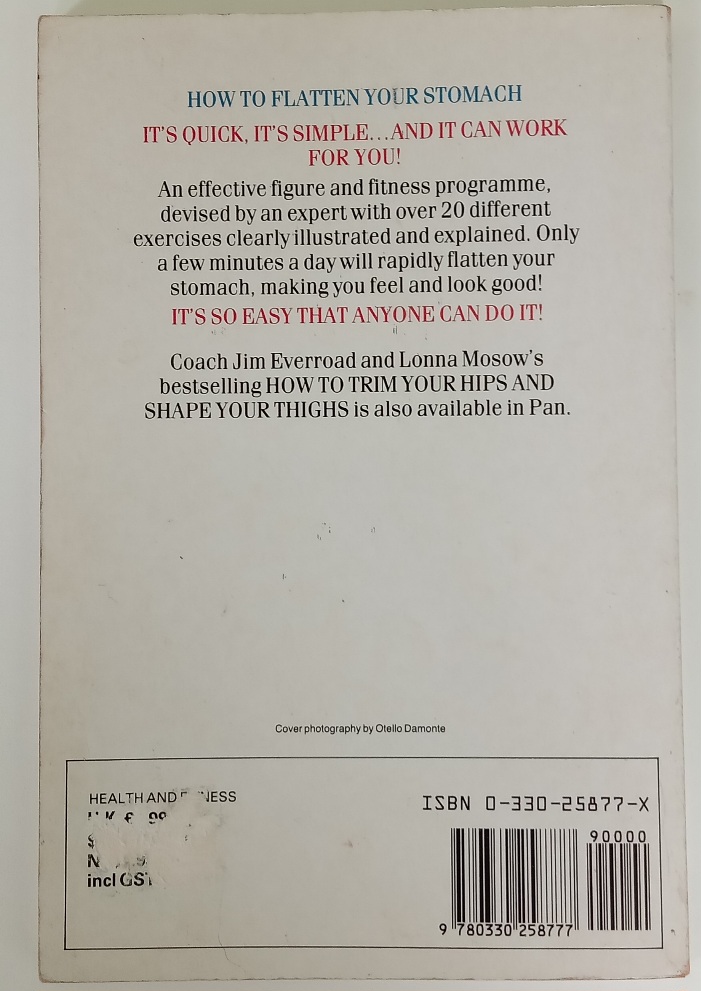 HOW TO FLATTEN YOUR STOMACH
IT'S QUICK, IT'S SIMPLE...AND IT CAN WORK
FOR YOU!
An effective figure and fitness programme,
devised by an expert with over 20 different
exercises clearly illustrated and explained. Only
a few minutes a day will rapidly flatten your
stomach, making you feel and look good!
IT'S SO EASY THAT ANYONE CAN DO IT!
Coach Jim Everroad and Lonna Mosow's
bestselling HOW TO TRIM YOUR HIPS AND
SHAPE YOUR THIGHS is also available in Pan.
Cover photography by Otello Damonte
HEALTH AND
incl GST
ISBN 0-330-25877-X
90000
9 780330 258777